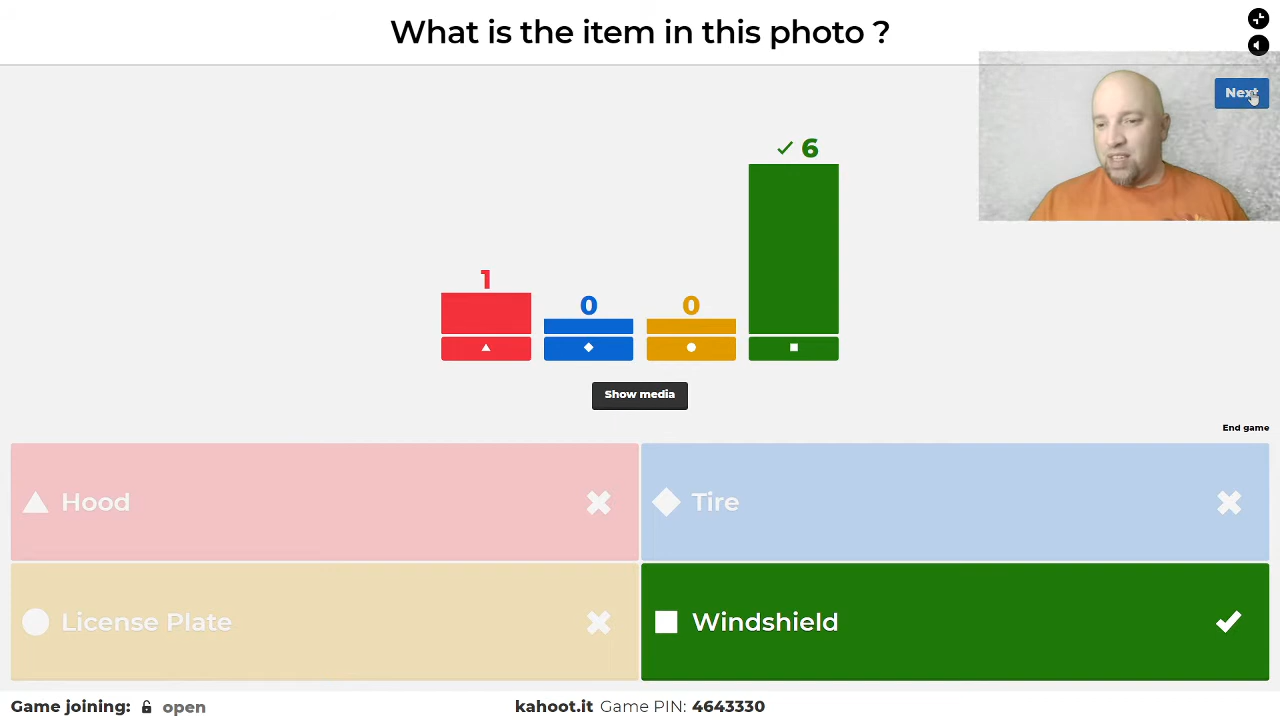 What is the item in this photo ?
Next
✓ 6
1
0
0
Show media
End game
Hood
Tire
License Plate
Windshield
Game joining: open
kahoot.it Game PIN: 4643330